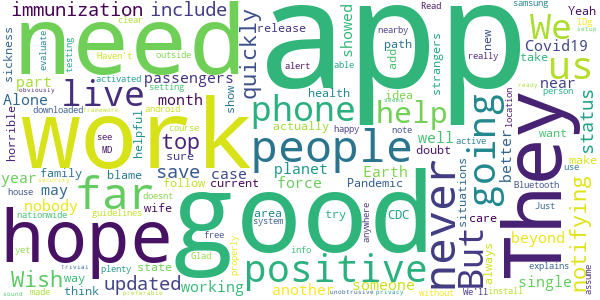 immunization include
need
app
We
Yeah
IDg
setup
clear
Read
samsung
nearby
evaluate
testing
Haven't
activated
outside
setting
sickness
quickly
release
showed
path
able
really
new
Covid19
take
us
part
passengers
alert
add
strangers
Alone
live
month
show
health
idea
near
person
horrible
downloaded
android
work
phone
actually
help
going
status
ready
helpful
course
top
happy
note
well
active
want
location
see
MD
sure
people
planet
doubt
But
situations
better
make
They
year
family
save
case
Earth
may
blame
follow
current
force
Pandemic
never
Bluetooth
use
house
doesnt
nobody
wife
far
good
area
system
try
CDC
anywhere
care
Just
beyond
notifying
nationwide
guidelines
hope
yet
state
free
info
always
We'll
explains
install
Wish
way
updated
working
Glad
properly
positive
someone
single
plenty
sound
made
think
Trivial
preferable
another
unobtrusive
privacy
without
obviously
assume